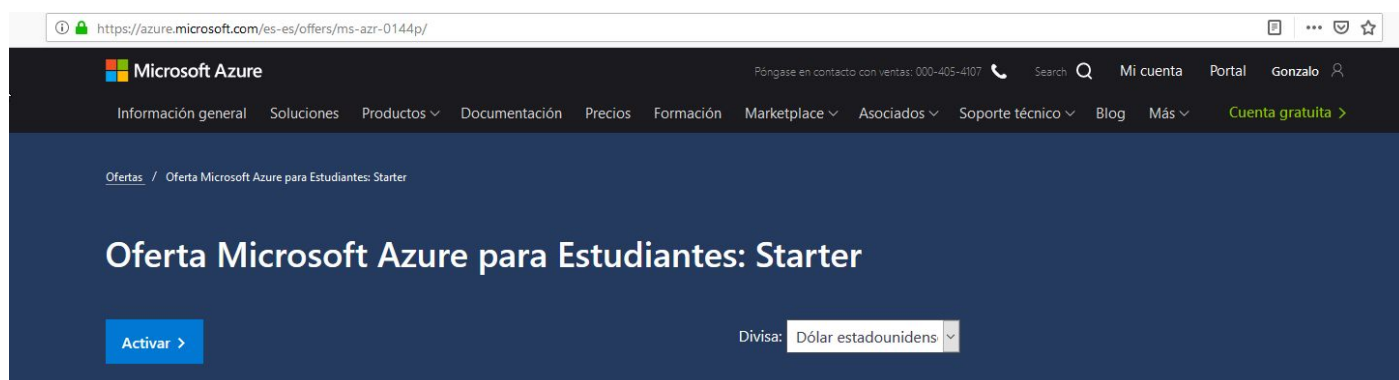 https://azure.microsoft.com/es-es/offers/ms-azr-0144p/
Microsoft Azure Póngase en contacto con ventas: 000-405-4107 Search Mi cuenta Portal Gonzalo
Información general Soluciones Productos Documentación Precios Formación Marketplace Asociados Soporte técnico Blog Más Cuenta gratuita >
Ofertas / Oferta Microsoft Azure para Estudiantes: Starter
Oferta Microsoft Azure para Estudiantes: Starter
Activar > Divisa: Dólar estadounidens